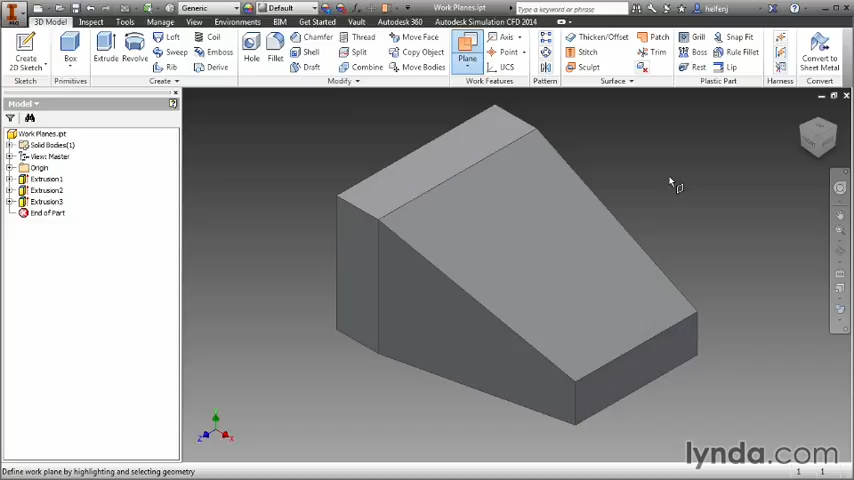 Generic
Default
Work Planes.ipt
Type a keyword or phrase
helfenj
PRO
3D Model
Inspect
Tools
Manage
View
Environments
BIM
Get Started
Vault
Autodesk 360
Autodesk Simulation CFD 2014
Create
2D Sketch
Box
Extrude
Revolve
Loft
Coil
Sweep
Emboss
Rib
Derive
Hole
Fillet
Chamfer
Thread
Move Face
Shell
Split
Copy Object
Draft
Combine
Move Bodies
Plane
Axis
Point
UCS
Thicken/Offset
Patch
Stitch
Trim
Sculpt
Grill
Snap Fit
Boss
Rule Fillet
Rest
Lip
Convert to
Sheet Metal
Sketch
Primitives
Create
Modify
Work Features
Pattern
Surface
Plastic Part
Harness
Convert
Model
Work Planes.ipt
Solid Bodies(1)
View: Master
Origin
Extrusion1
Extrusion2
Extrusion3
End of Part
Z
X
lynda.com
Define work plane by highlighting and selecting geometry
1
1